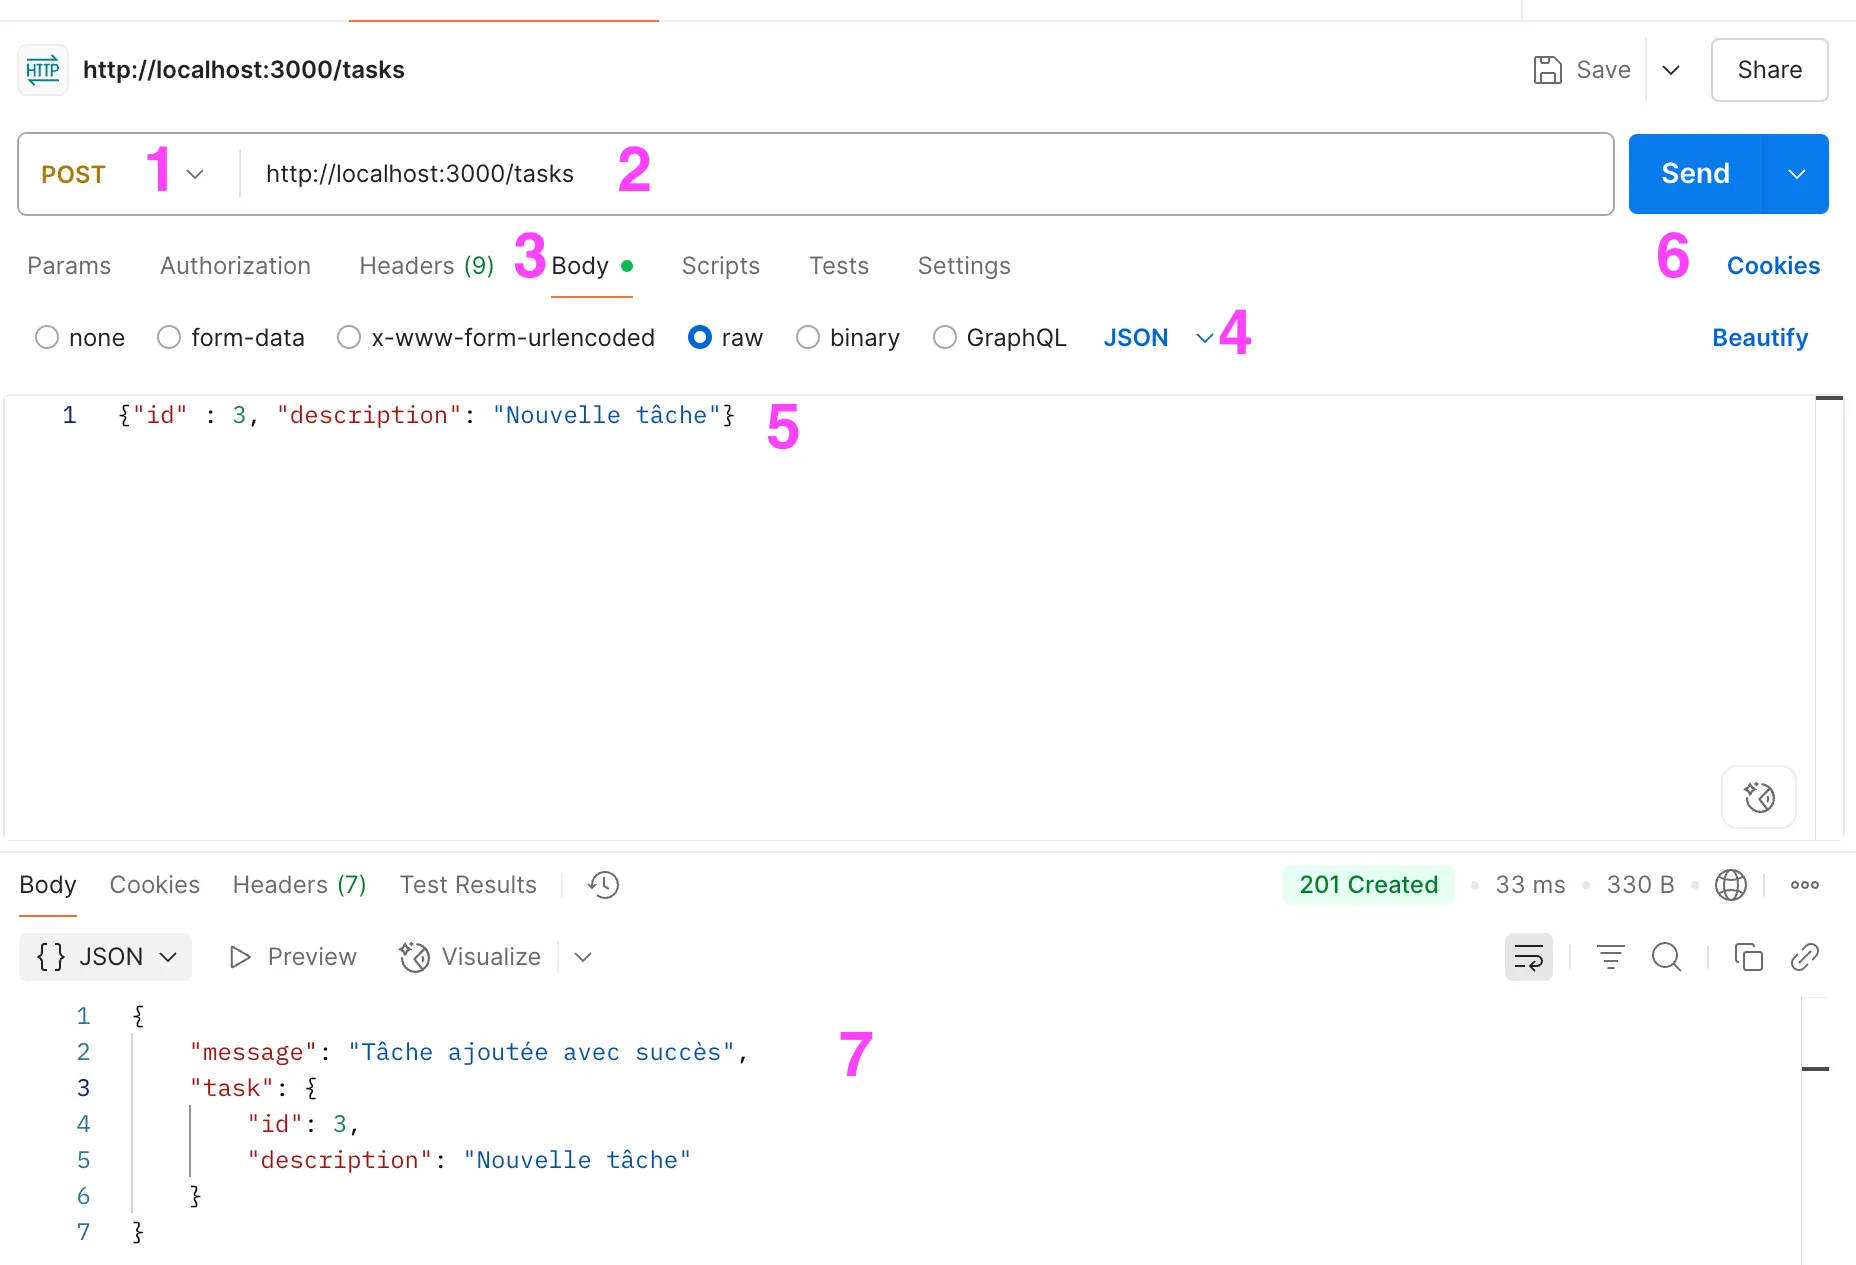 HTTP http://localhost:3000/tasks Save Share
POST 1 http://localhost:3000/tasks 2 Send
Params Authorization Headers (9) 3 Body Scripts Tests Settings 6 Cookies
none form-data x-www-form-urlencoded raw binary GraphQL JSON 4 Beautify
1 {"id" : 3, "description": "Nouvelle tâche"} 5
Body Cookies Headers (7) Test Results 201 Created 33 ms 330 B
{} JSON Preview Visualize
1 {
2 "message": "Tâche ajoutée avec succès", 7
3 "task": {
4 "id": 3,
5 "description": "Nouvelle tâche"
6 }
7 }